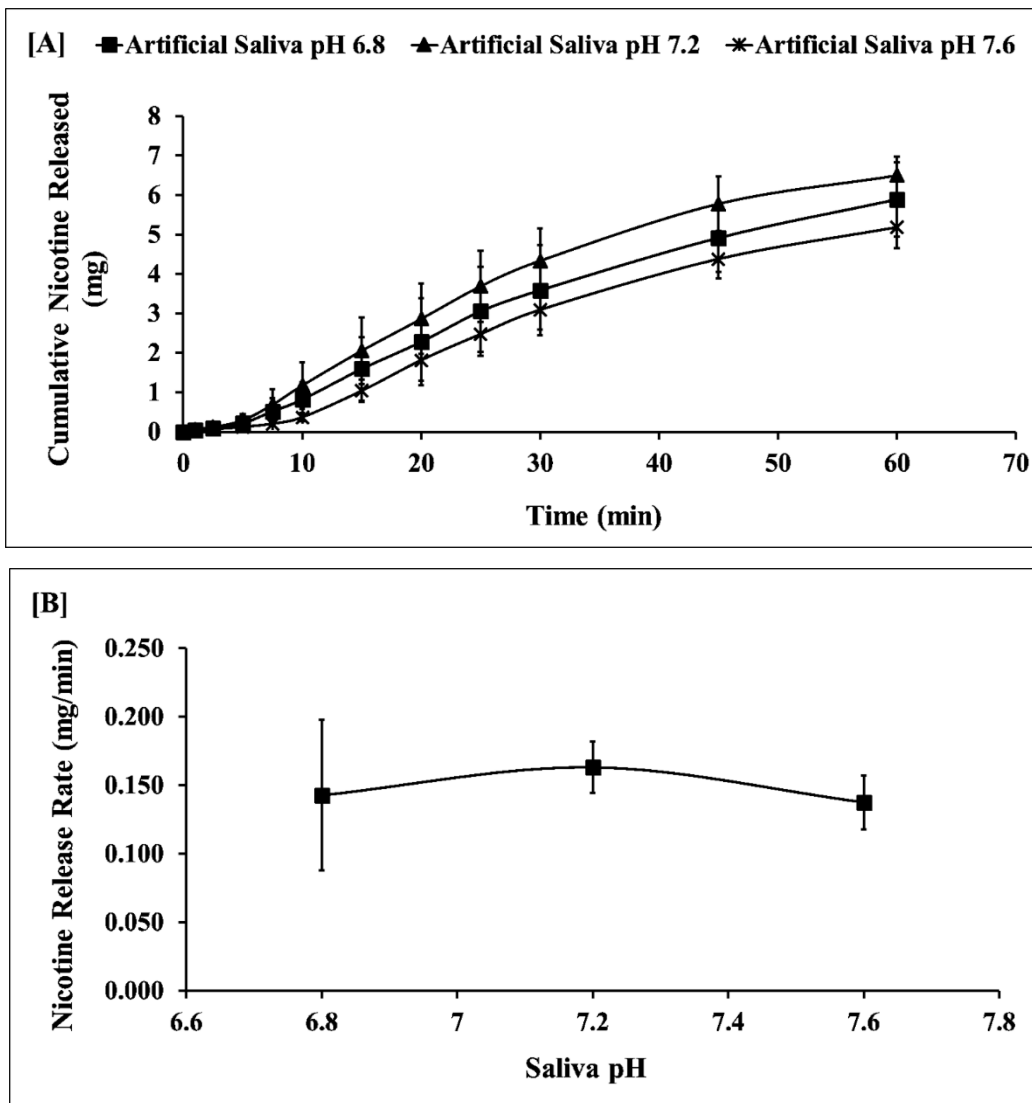 [A] Artificial Saliva pH 6.8 Artificial Saliva pH 7.2 Artificial Saliva pH 7.6
Cumulative Nicotine Released
(mg)
8
7
6
5
4
3
2
1
0
0 10 20 30 40 50 60 70
Time (min)
[B]
Nicotine Release Rate (mg/min)
0.250
0.200
0.150
0.100
0.050
0.000
6.6 6.8 7 7.2 7.4 7.6 7.8
Saliva pH